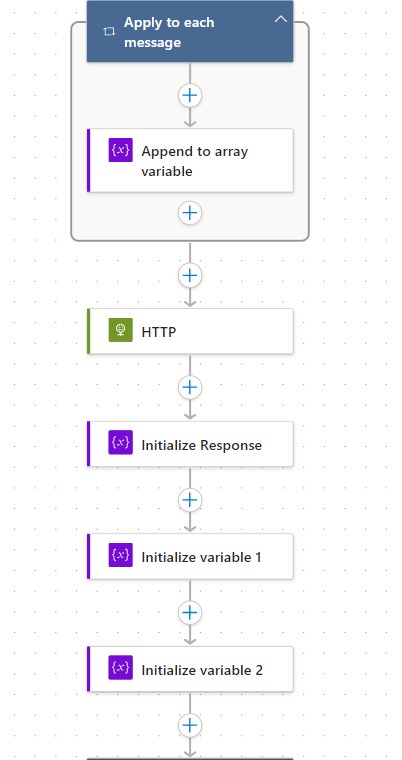 Apply to each
message
{x}
Append to array
variable
HTTP
{x}
Initialize Response
{x}
Initialize variable 1
{x}
Initialize variable 2